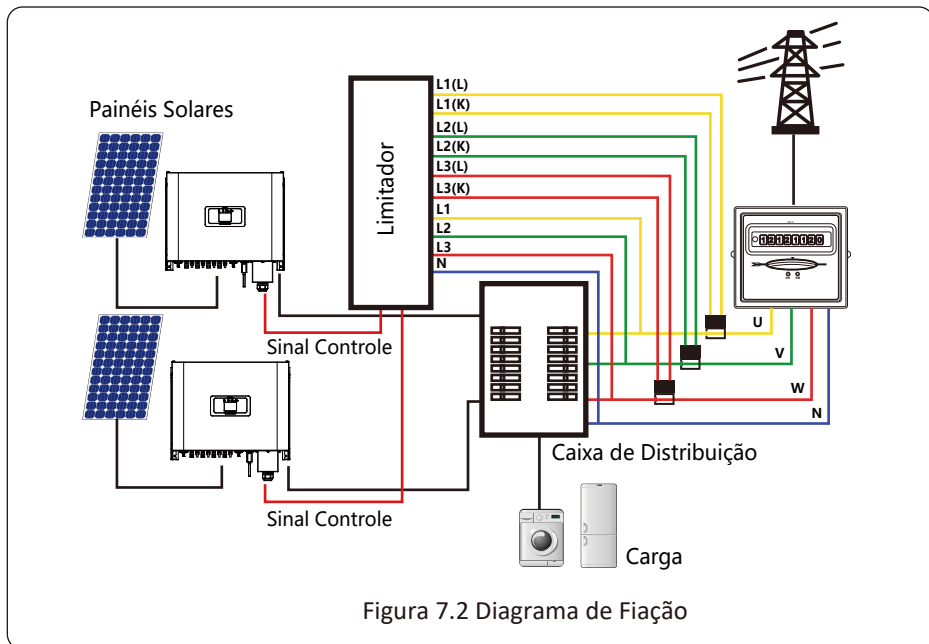 Painéis Solares
Limitador
L1(L)
L1(K)
L2(L)
L2(K)
L3(L)
L3(K)
L1
L2
L3
N
12121120
U
V
W
N
Sinal Controle
Sinal Controle
Caixa de Distribuição
Carga
Figura 7.2 Diagrama de Fiação